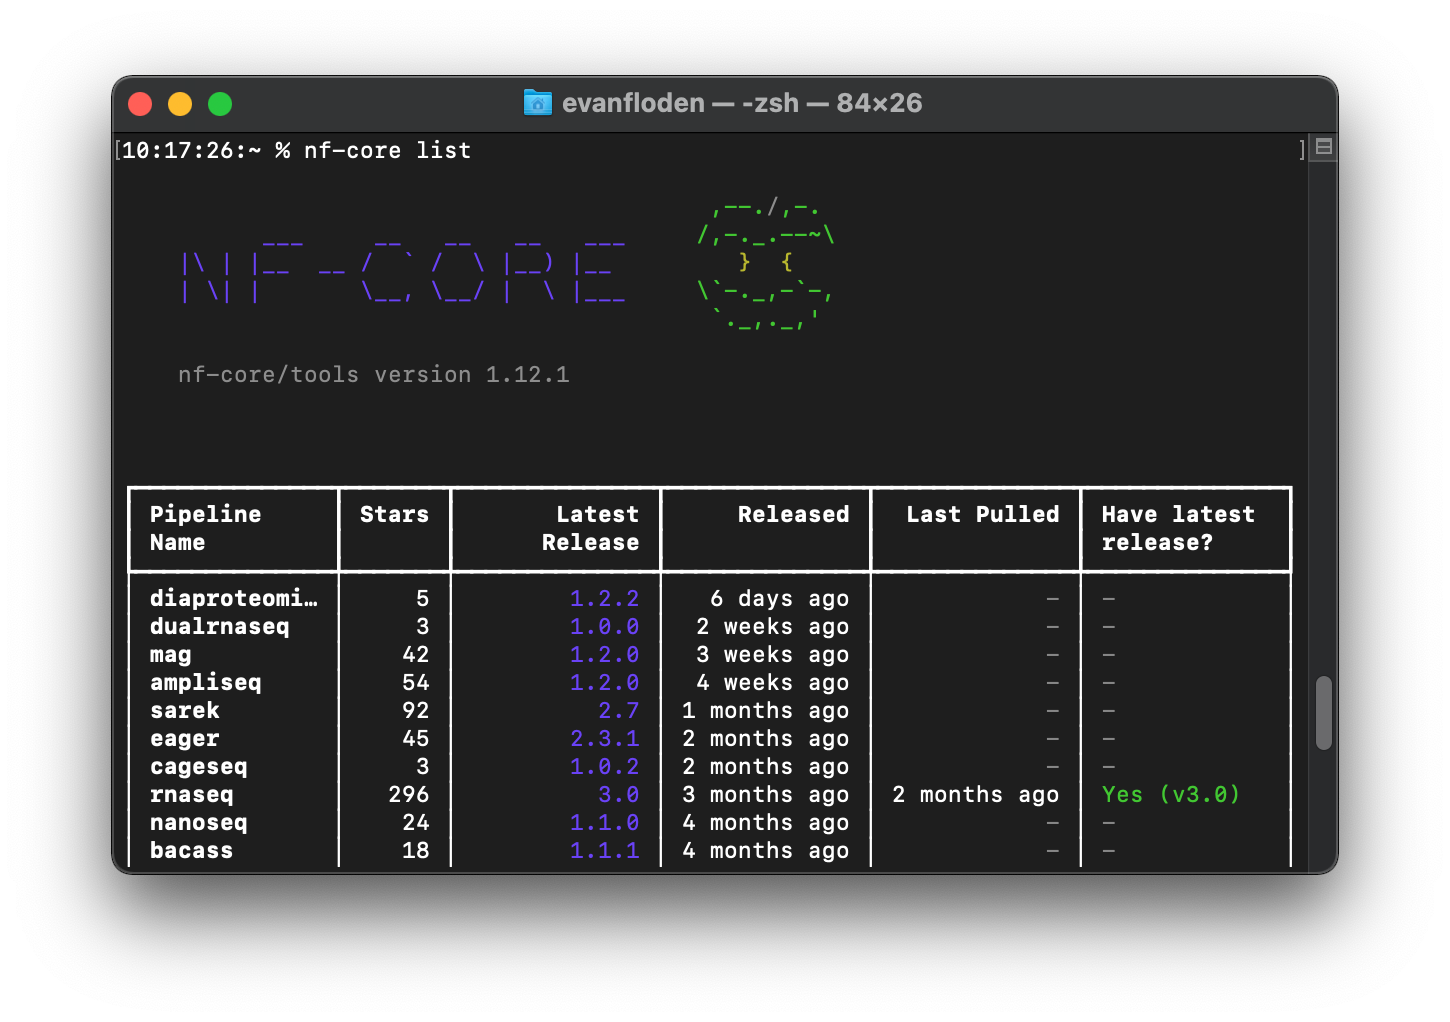 evanfloden — -zsh — 84×26
[10:17:26:~ % nf-core list ]
NF-CORE
nf-core/tools version 1.12.1
Pipeline Name Stars Latest Release Released Last Pulled Have latest release?
diaproteomi… 5 1.2.2 6 days ago – –
dualrnaseq 3 1.0.0 2 weeks ago – –
mag 42 1.2.0 3 weeks ago – –
ampliseq 54 1.2.0 4 weeks ago – –
sarek 92 2.7 1 months ago – –
eager 45 2.3.1 2 months ago – –
cageseq 3 1.0.2 2 months ago – –
rnaseq 296 3.0 3 months ago 2 months ago Yes (v3.0)
nanoseq 24 1.1.0 4 months ago – –
bacass 18 1.1.1 4 months ago – –